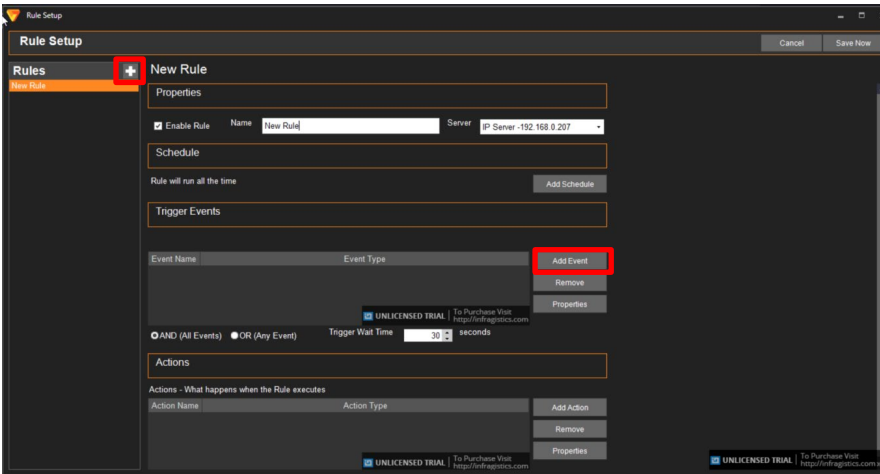 Rule Setup
Rule Setup
Cancel
Save Now
Rules
New Rule
New Rule
Properties
Enable Rule
Name
New Rule
Server
IP Server -192.168.0.207
Schedule
Rule will run all the time
Add Schedule
Trigger Events
Event Name
Event Type
Add Event
Remove
Properties
UNLICENSED TRIAL
To Purchase Visit
http://infragistics.com
AND (All Events)
OR (Any Event)
Trigger Wait Time
30
seconds
Actions
Actions - What happens when the Rule executes
Action Name
Action Type
Add Action
Remove
Properties
UNLICENSED TRIAL
To Purchase Visit
http://infragistics.com
UNLICENSED TRIAL
To Purchase Visit
http://infragistics.com